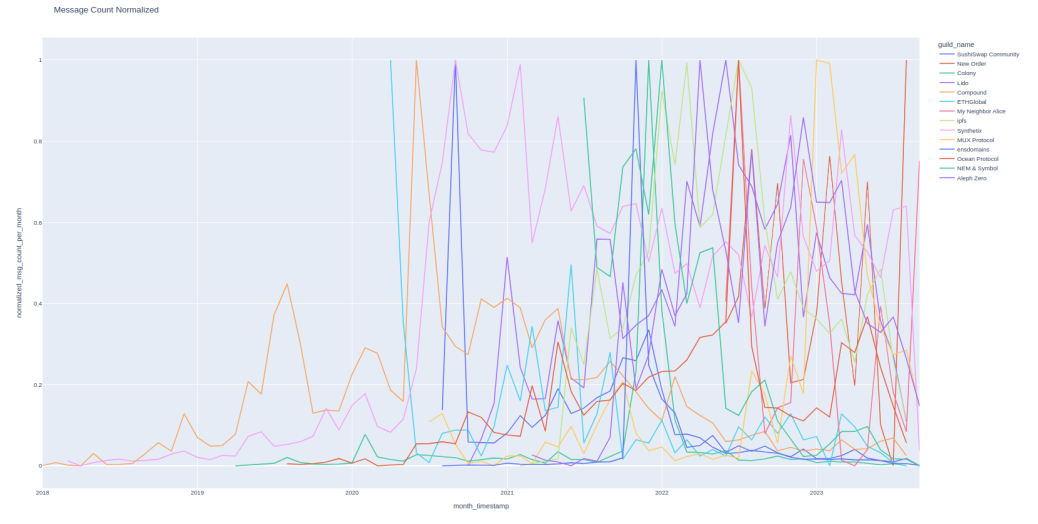 Message Count Normalized
normalized_msg_count_per_month
1
0.8
0.6
0.4
0.2
0
2018
2019
2020
2021
2022
2023
month_timestamp
guild_name
SushiSwap Community
New Order
Colony
Lido
Compound
ETHGlobal
My Neighbor Alice
ipfs
Synthetix
MUX Protocol
ensdomains
Ocean Protocol
NEM & Symbol
Aleph Zero